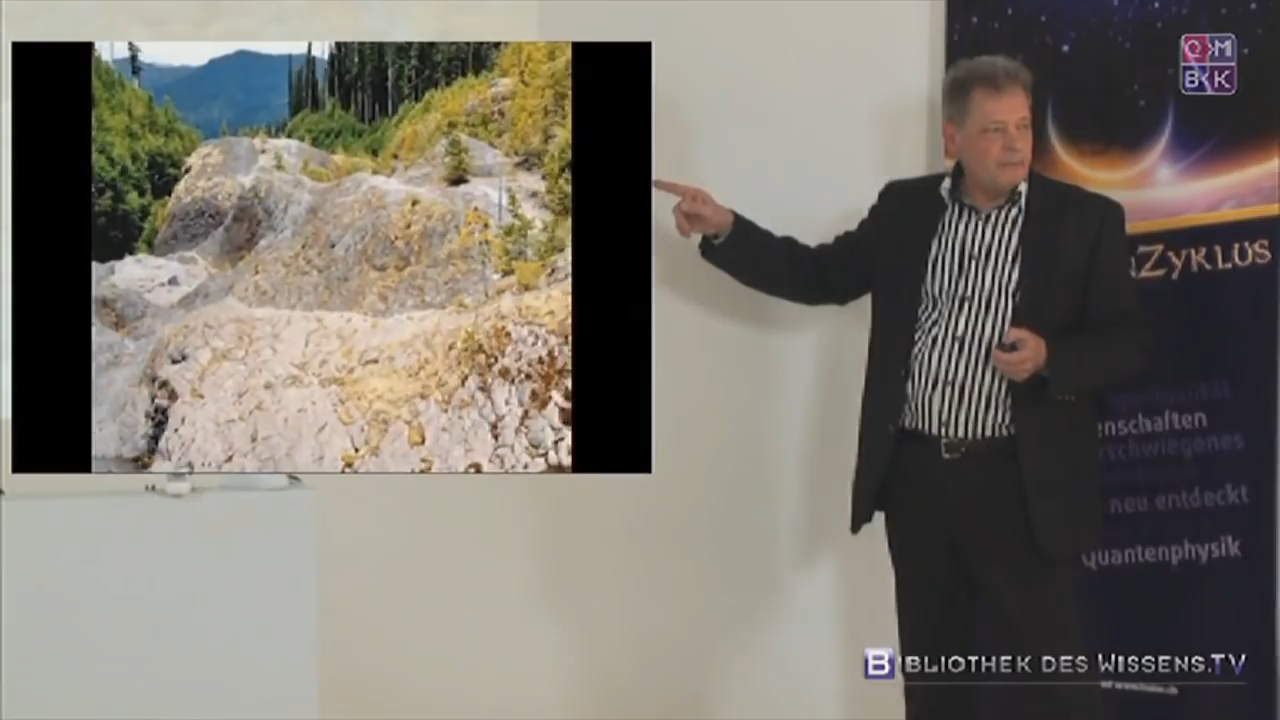 Q>M
B<K
ZYKLUS
enschaften
rschwiegenes
neu entdeckt
Quantenphysik
BIBLIOTHEK DES WISSENS.TV